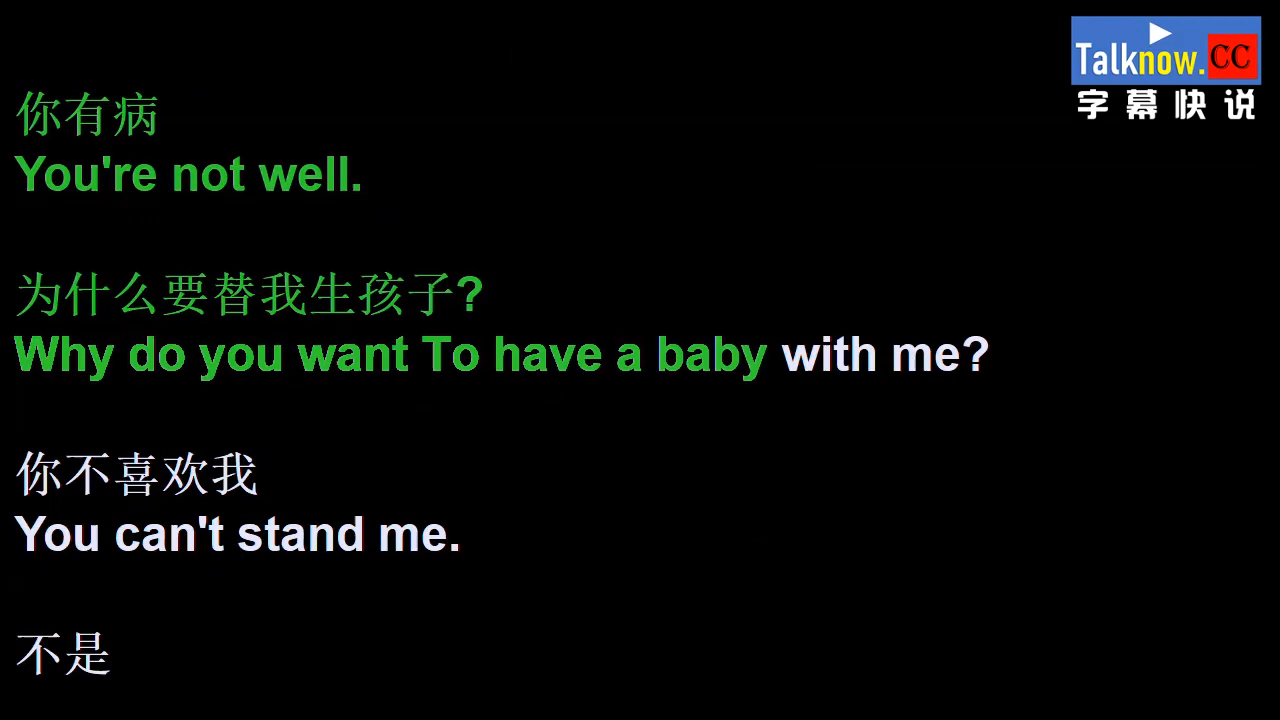 Talknow.CC
字幕快说
你有病
You're not well.
为什么要替我生孩子?
Why do you want To have a baby with me?
你不喜欢我
You can't stand me.
不是